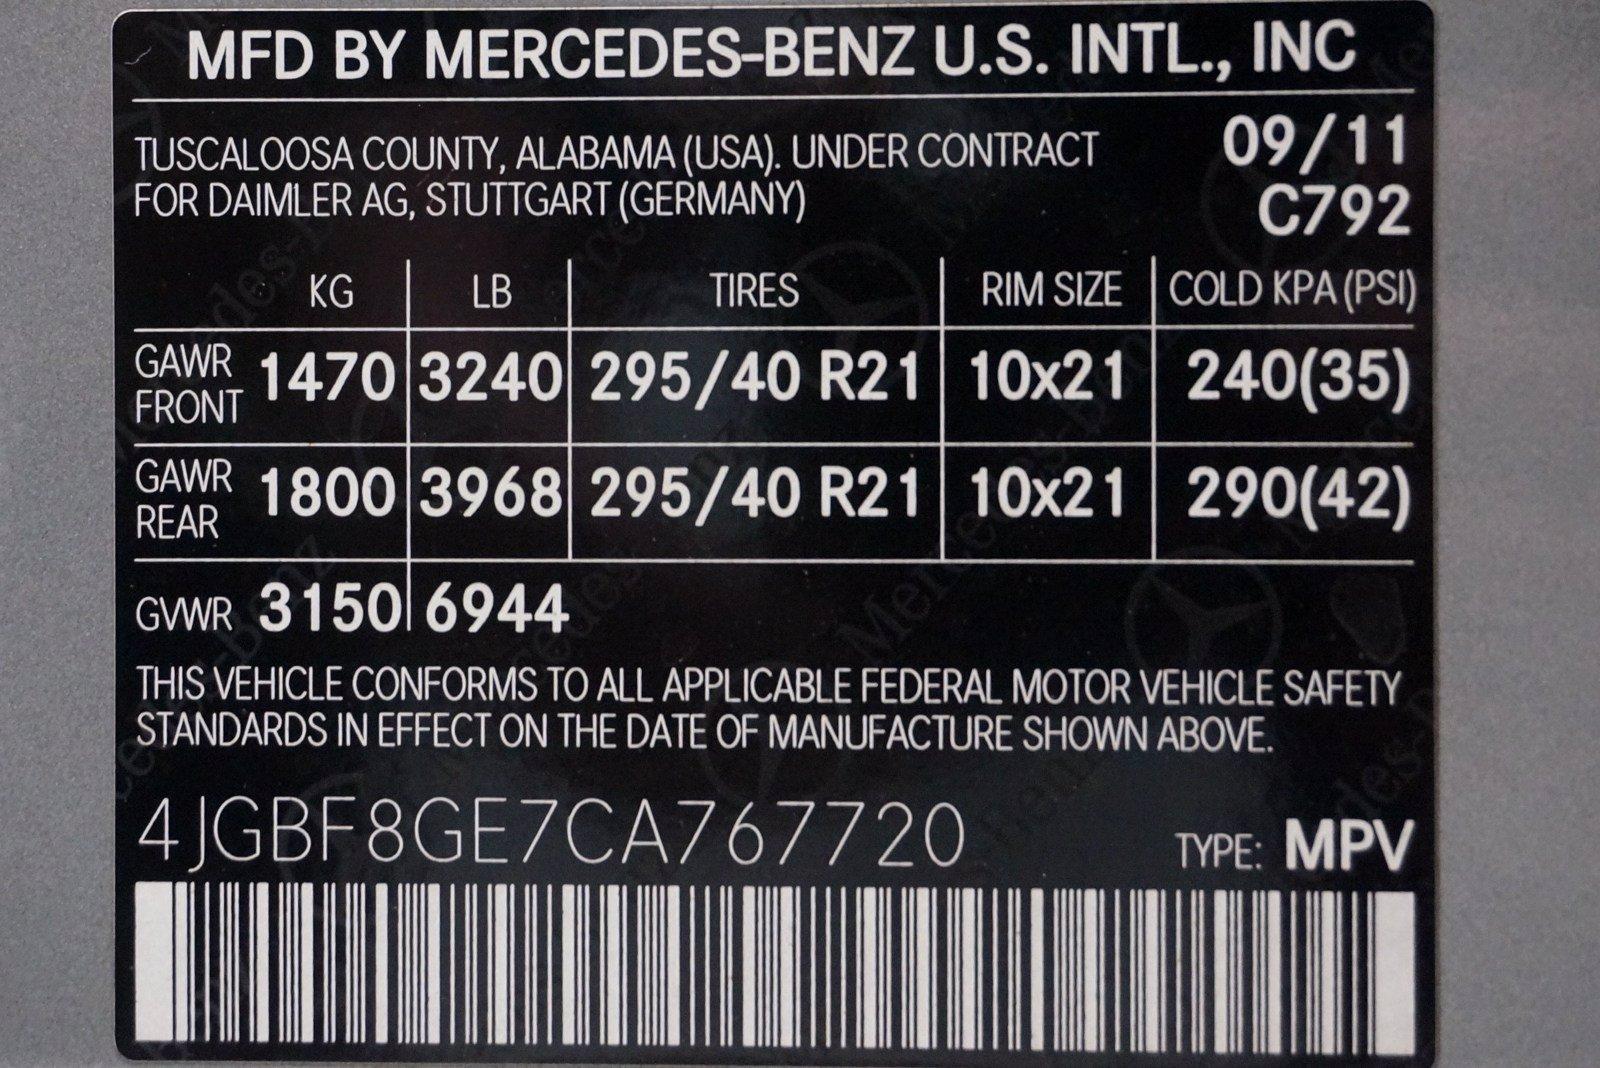 MFD BY MERCEDES-BENZ U.S. INTL., INC
TUSCALOOSA COUNTY, ALABAMA (USA). UNDER CONTRACT
FOR DAIMLER AG, STUTTGART (GERMANY)
09/11
C792
KG LB TIRES RIM SIZE COLD KPA (PSI)
GAWR FRONT 1470 3240 295/40 R21 10x21 240(35)
GAWR REAR 1800 3968 295/40 R21 10x21 290(42)
GVWR 3150 6944
THIS VEHICLE CONFORMS TO ALL APPLICABLE FEDERAL MOTOR VEHICLE SAFETY
STANDARDS IN EFFECT ON THE DATE OF MANUFACTURE SHOWN ABOVE.
4JGBF8GE7CA767720
TYPE: MPV